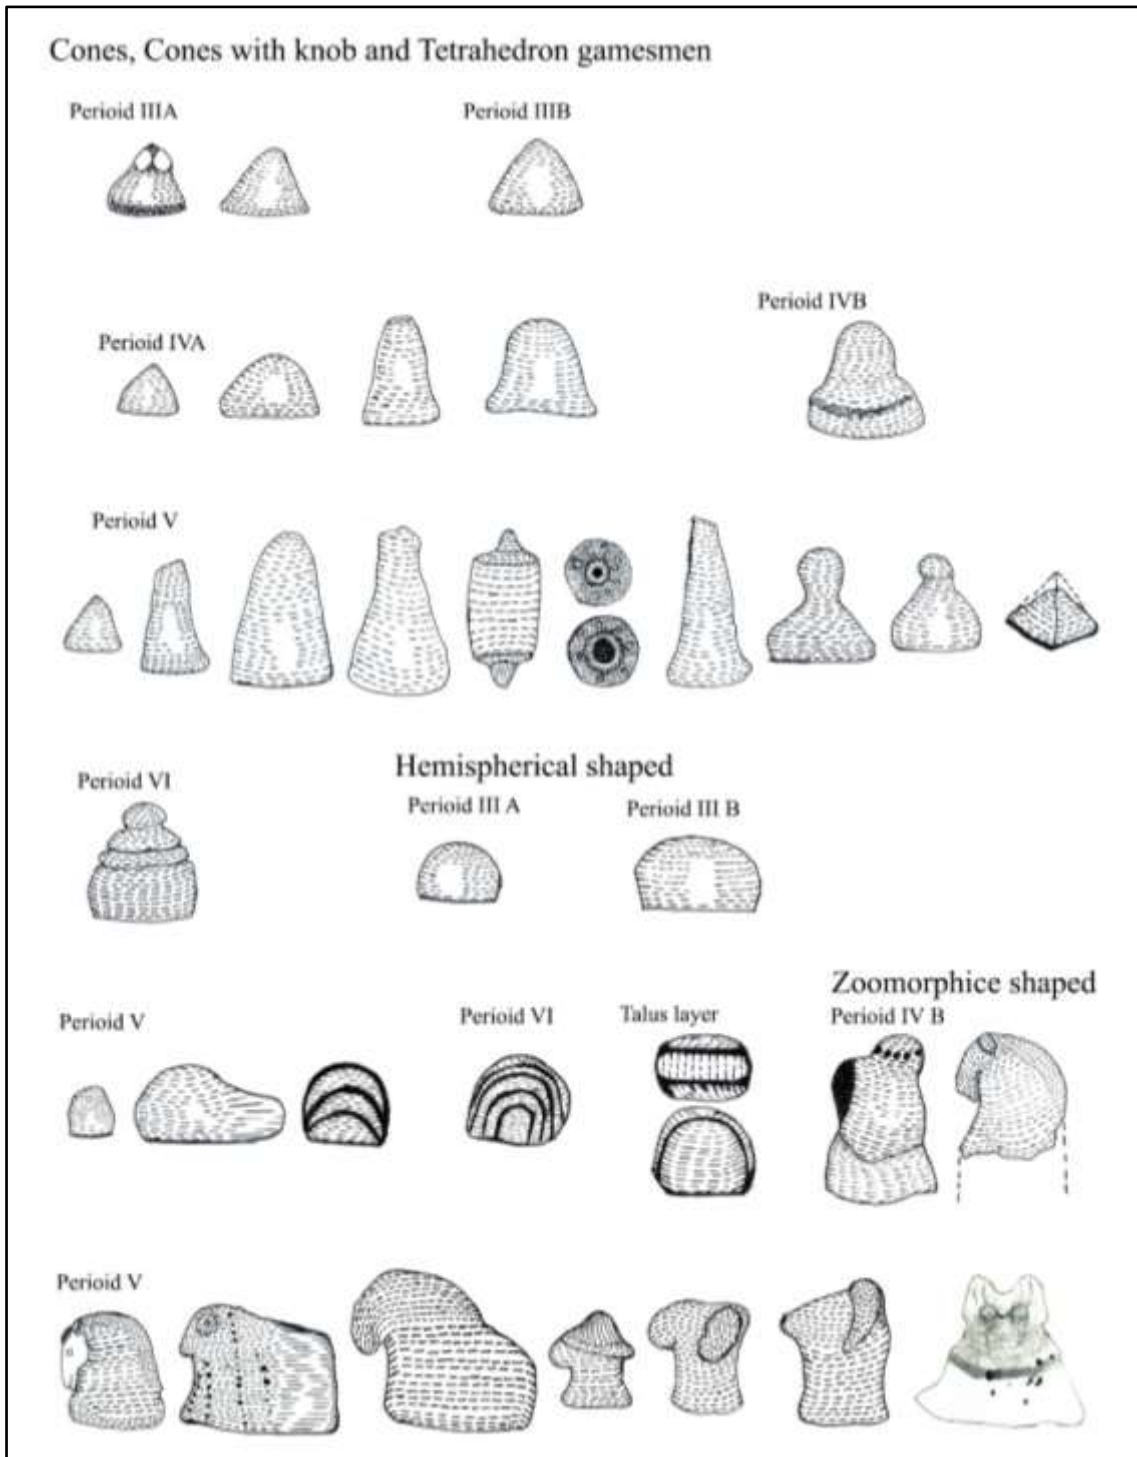 Cones, Cones with knob and Tetrahedron gamesmen
Perioid IIIA
Perioid IIIB
Perioid IVA
Perioid IVB
Perioid V
Perioid VI
Hemispherical shaped
Perioid III A
Perioid III B
Perioid V
Perioid VI
Talus layer
Zoomorphice shaped
Perioid IV B
Perioid V